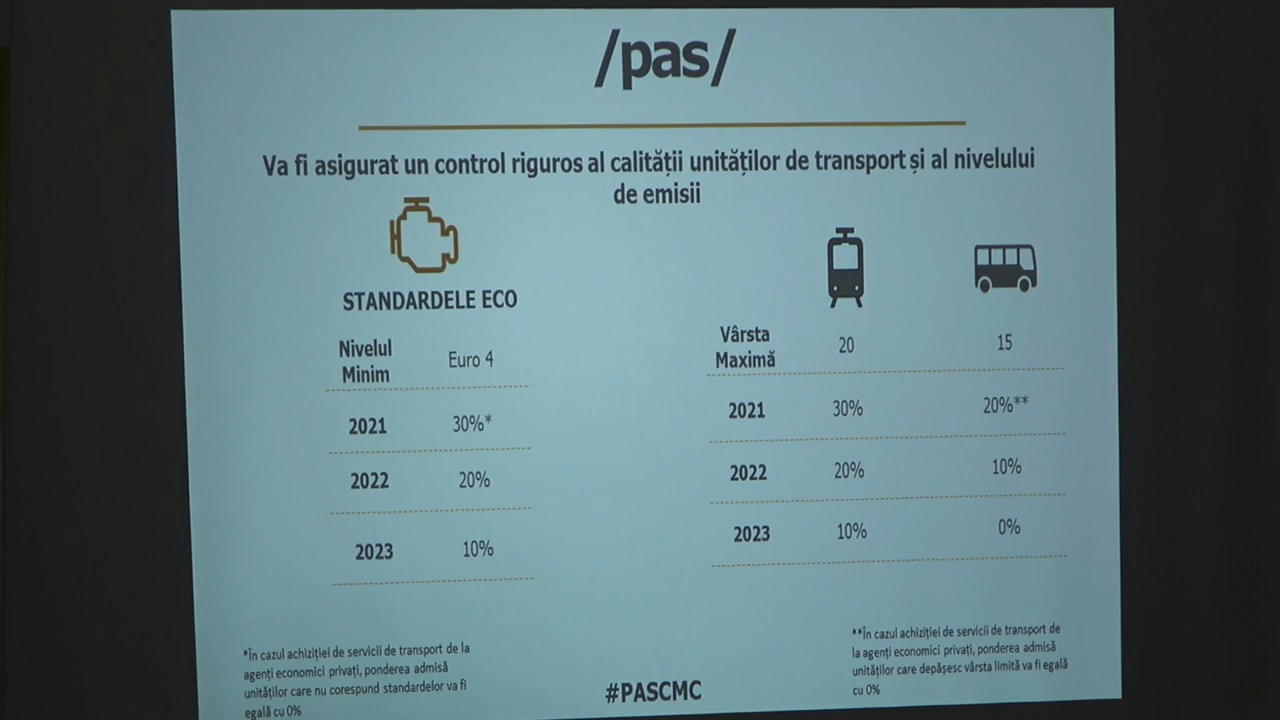 /pas/
Va fi asigurat un control riguros al calității unităților de transport și al nivelului
de emisii
STANDARDELE ECO
Nivelul
Minim
Euro 4
2021
30%*
2022
20%
2023
10%
Vârsta
Maximă
20
15
2021
30%
20%**
2022
20%
10%
2023
10%
0%
*În cazul achiziției de servicii de transport de la
agenți economici privați, ponderea admisă
unităților care nu corespund standardelor va fi
egală cu 0%
**În cazul achiziției de servicii de transport de
la agenți economici privați, ponderea admisă
unităților care depășesc vârsta limită va fi egală
cu 0%
#PASCMC